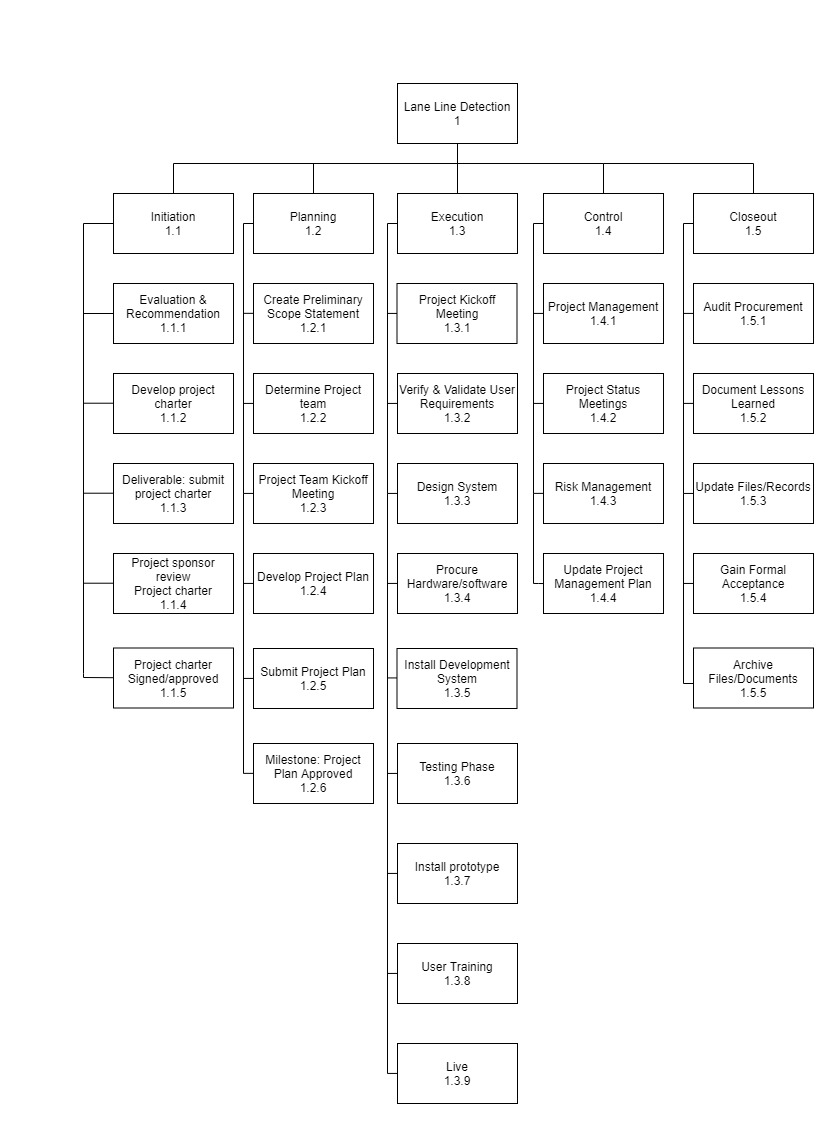 Lane Line Detection
1
Initiation
1.1
Planning
1.2
Execution
1.3
Control
1.4
Closeout
1.5
Evaluation &
Recommendation
1.1.1
Create Preliminary
Scope Statement
1.2.1
Project Kickoff
Meeting
1.3.1
Project Management
1.4.1
Audit Procurement
1.5.1
Develop project
charter
1.1.2
Determine Project
team
1.2.2
Verify & Validate User
Requirements
1.3.2
Project Status
Meetings
1.4.2
Document Lessons
Learned
1.5.2
Deliverable: submit
project charter
1.1.3
Project Team Kickoff
Meeting
1.2.3
Design System
1.3.3
Risk Management
1.4.3
Update Files/Records
1.5.3
Project sponsor
review
Project charter
1.1.4
Develop Project Plan
1.2.4
Procure
Hardware/software
1.3.4
Update Project
Management Plan
1.4.4
Gain Formal
Acceptance
1.5.4
Project charter
Signed/approved
1.1.5
Submit Project Plan
1.2.5
Install Development
System
1.3.5
Archive
Files/Documents
1.5.5
Milestone: Project
Plan Approved
1.2.6
Testing Phase
1.3.6
Install prototype
1.3.7
User Training
1.3.8
Live
1.3.9